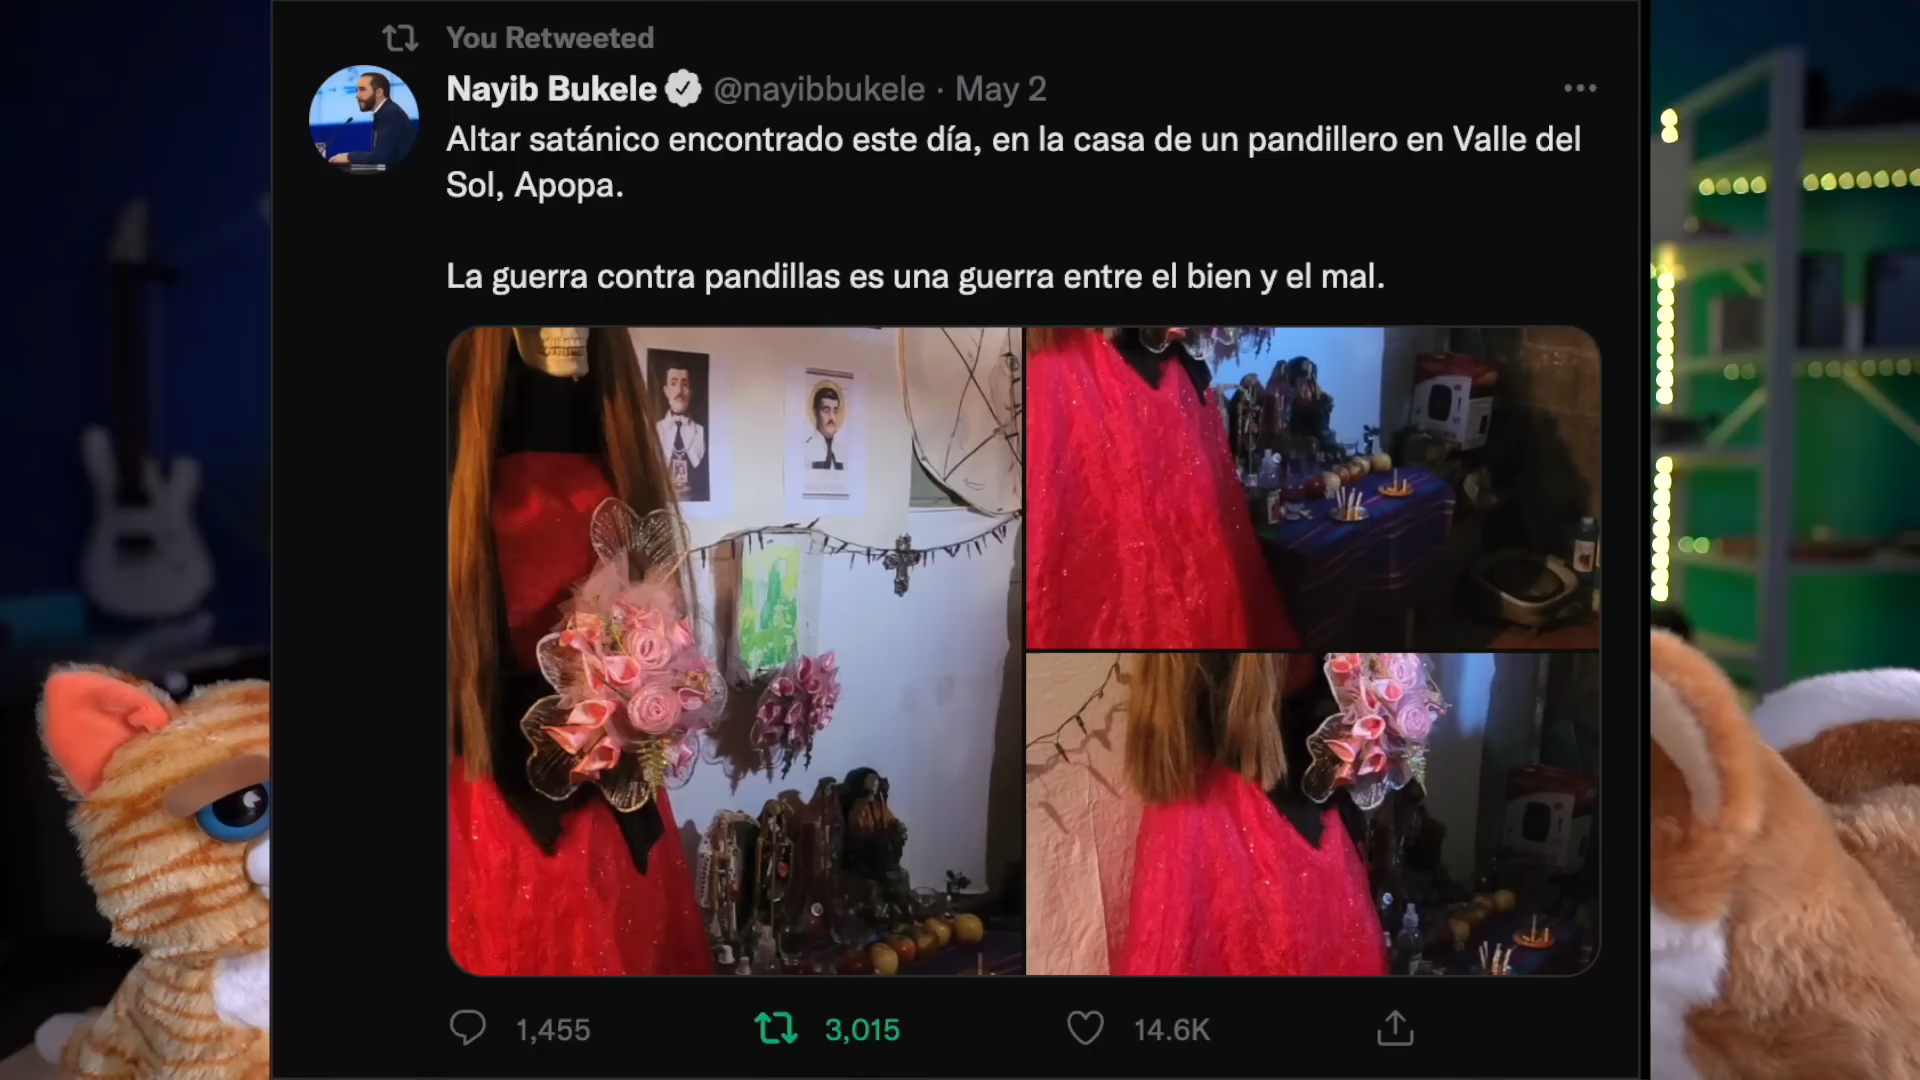 You Retweeted
Nayib Bukele @nayibbukele · May 2
Altar satánico encontrado este día, en la casa de un pandillero en Valle del
Sol, Apopa.
La guerra contra pandillas es una guerra entre el bien y el mal.
1,455 3,015 14.6K